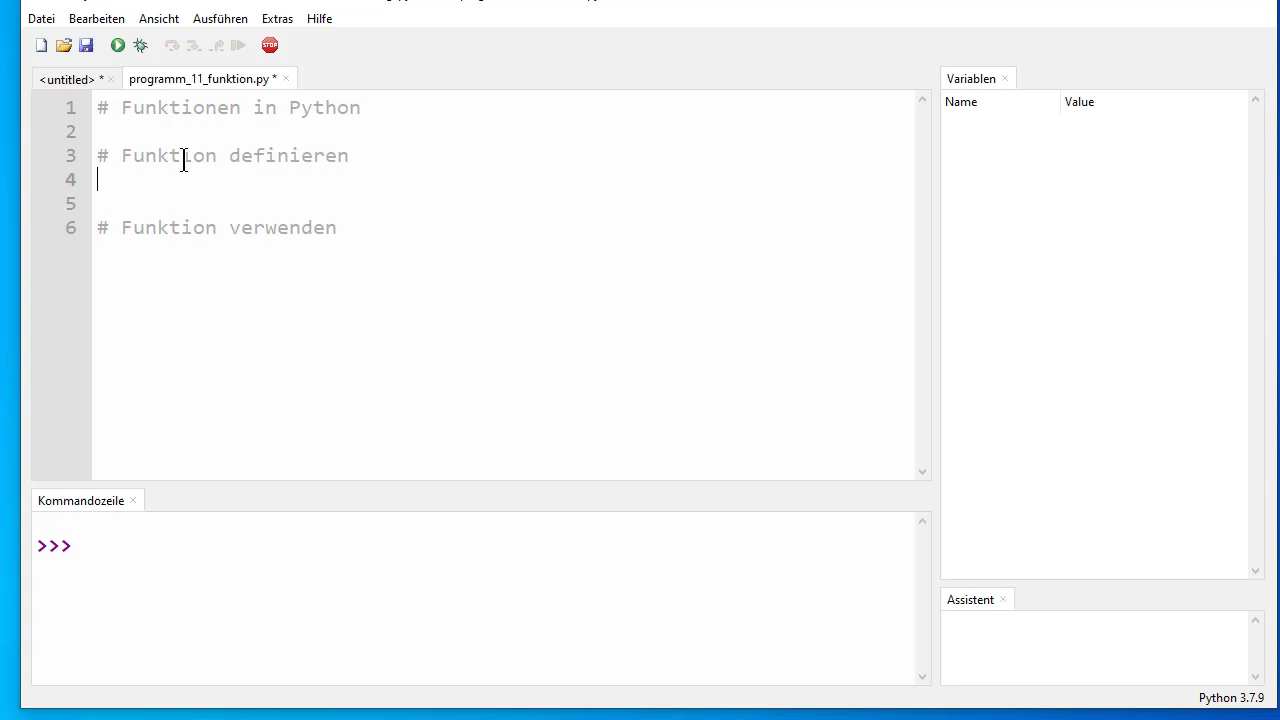 Datei Bearbeiten Ansicht Ausführen Extras Hilfe
STOP
<untitled> * × programm_11_funktion.py * ×
1 # Funktionen in Python
2
3 # Funktion definieren
4
5
6 # Funktion verwenden
Kommandozeile ×
>>>
Variablen ×
Name Value
Assistent ×
Python 3.7.9